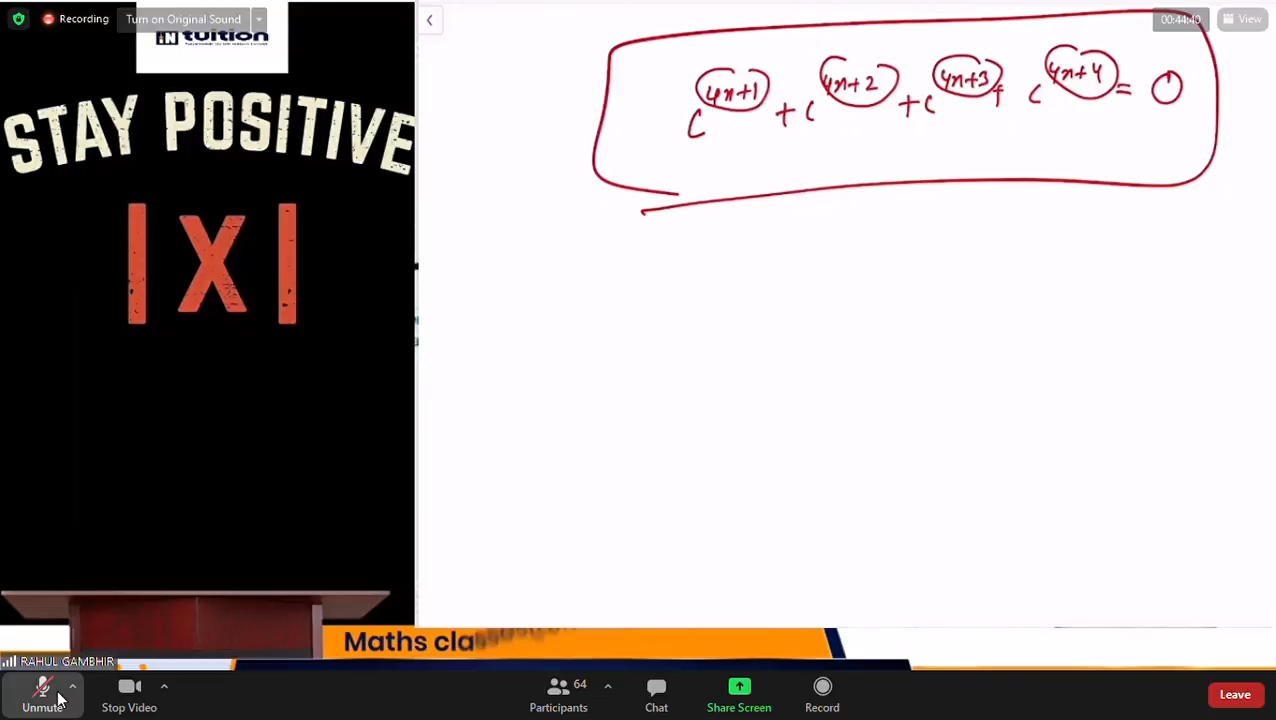 Recording
Turn on Original Sound
00:44:40
View
iN tuition
STAY POSITIVE
|X|
i^4n+1 + i^4n+2 + i^4n+3 + i^4n+4 = 0
Maths cla
RAHUL GAMBHIR
Unmute
Stop Video
64
Participants
Chat
Share Screen
Record
Leave